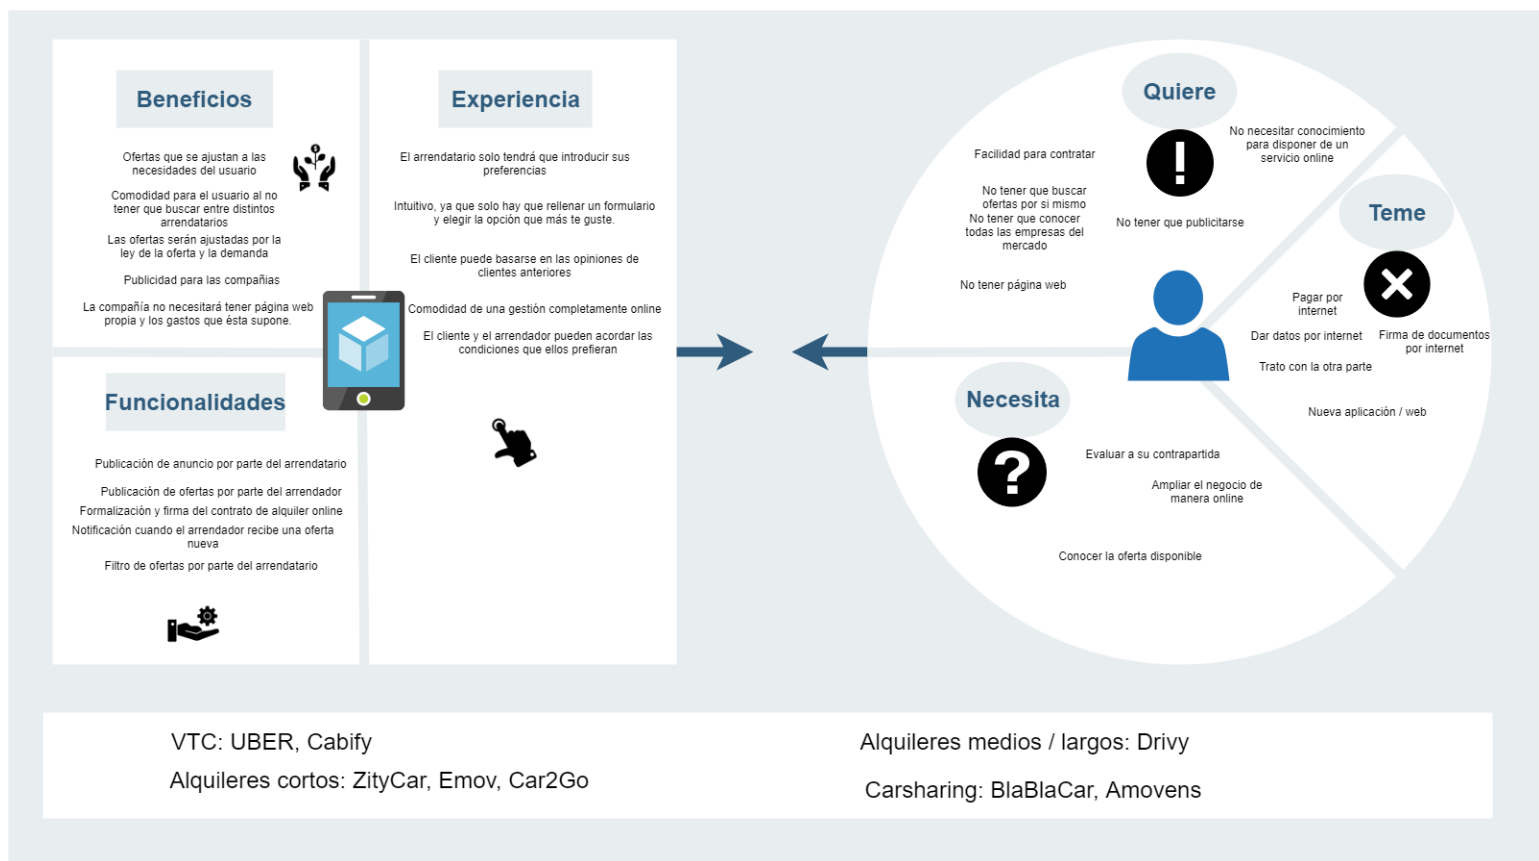 Beneficios
Ofertas que se ajustan a las
necesidades del usuario
Comodidad para el usuario al no
tener que buscar entre distintos
arrendatarios
Las ofertas serán ajustadas por la
ley de la oferta y la demanda
Publicidad para las compañias
La compañía no necesitará tener página web
propia y los gastos que ésta supone.
Experiencia
El arrendatario solo tendrá que introducir sus
preferencias
Intuitivo, ya que solo hay que rellenar un formulario
y elegir la opción que más te guste.
El cliente puede basarse en las opiniones de
clientes anteriores
Comodidad de una gestión completamente online
El cliente y el arrendador pueden acordar las
condiciones que ellos prefieran
Funcionalidades
Publicación de anuncio por parte del arrendatario
Publicación de ofertas por parte del arrendador
Formalización y firma del contrato de alquiler online
Notificación cuando el arrendador recibe una oferta
nueva
Filtro de ofertas por parte del arrendatario
Quiere
No necesitar conocimiento
para disponer de un
servicio online
Facilidad para contratar
No tener que buscar
ofertas por si mismo
No tener que conocer
todas las empresas del
mercado
No tener que publicitarse
No tener página web
Teme
Pagar por
internet
Dar datos por internet
Firma de documentos
por internet
Trato con la otra parte
Nueva aplicación / web
Necesita
Evaluar a su contrapartida
Ampliar el negocio de
manera online
Conocer la oferta disponible
VTC: UBER, Cabify
Alquileres cortos: ZityCar, Emov, Car2Go
Alquileres medios / largos: Drivy
Carsharing: BlaBlaCar, Amovens